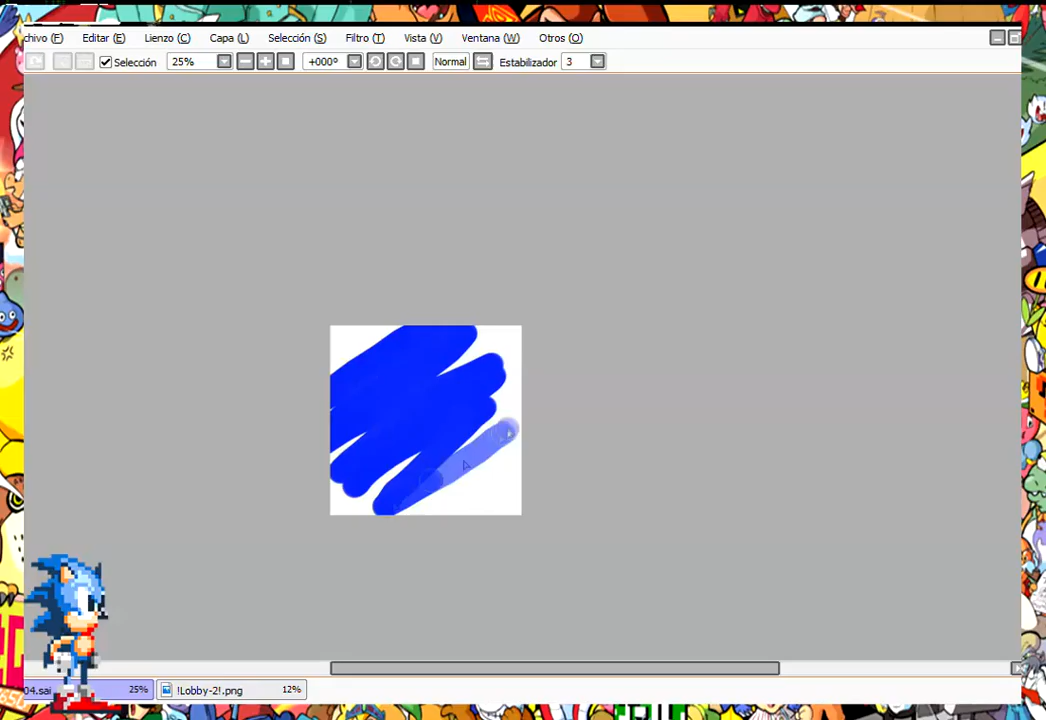 chivo (F) Editar (E) Lienzo (C) Capa (L) Selección (S) Filtro (T) Vista (V) Ventana (W) Otros (O)
Selección 25% +000º Normal Estabilizador 3
04.sai 25% !Lobby-2!.png 12%